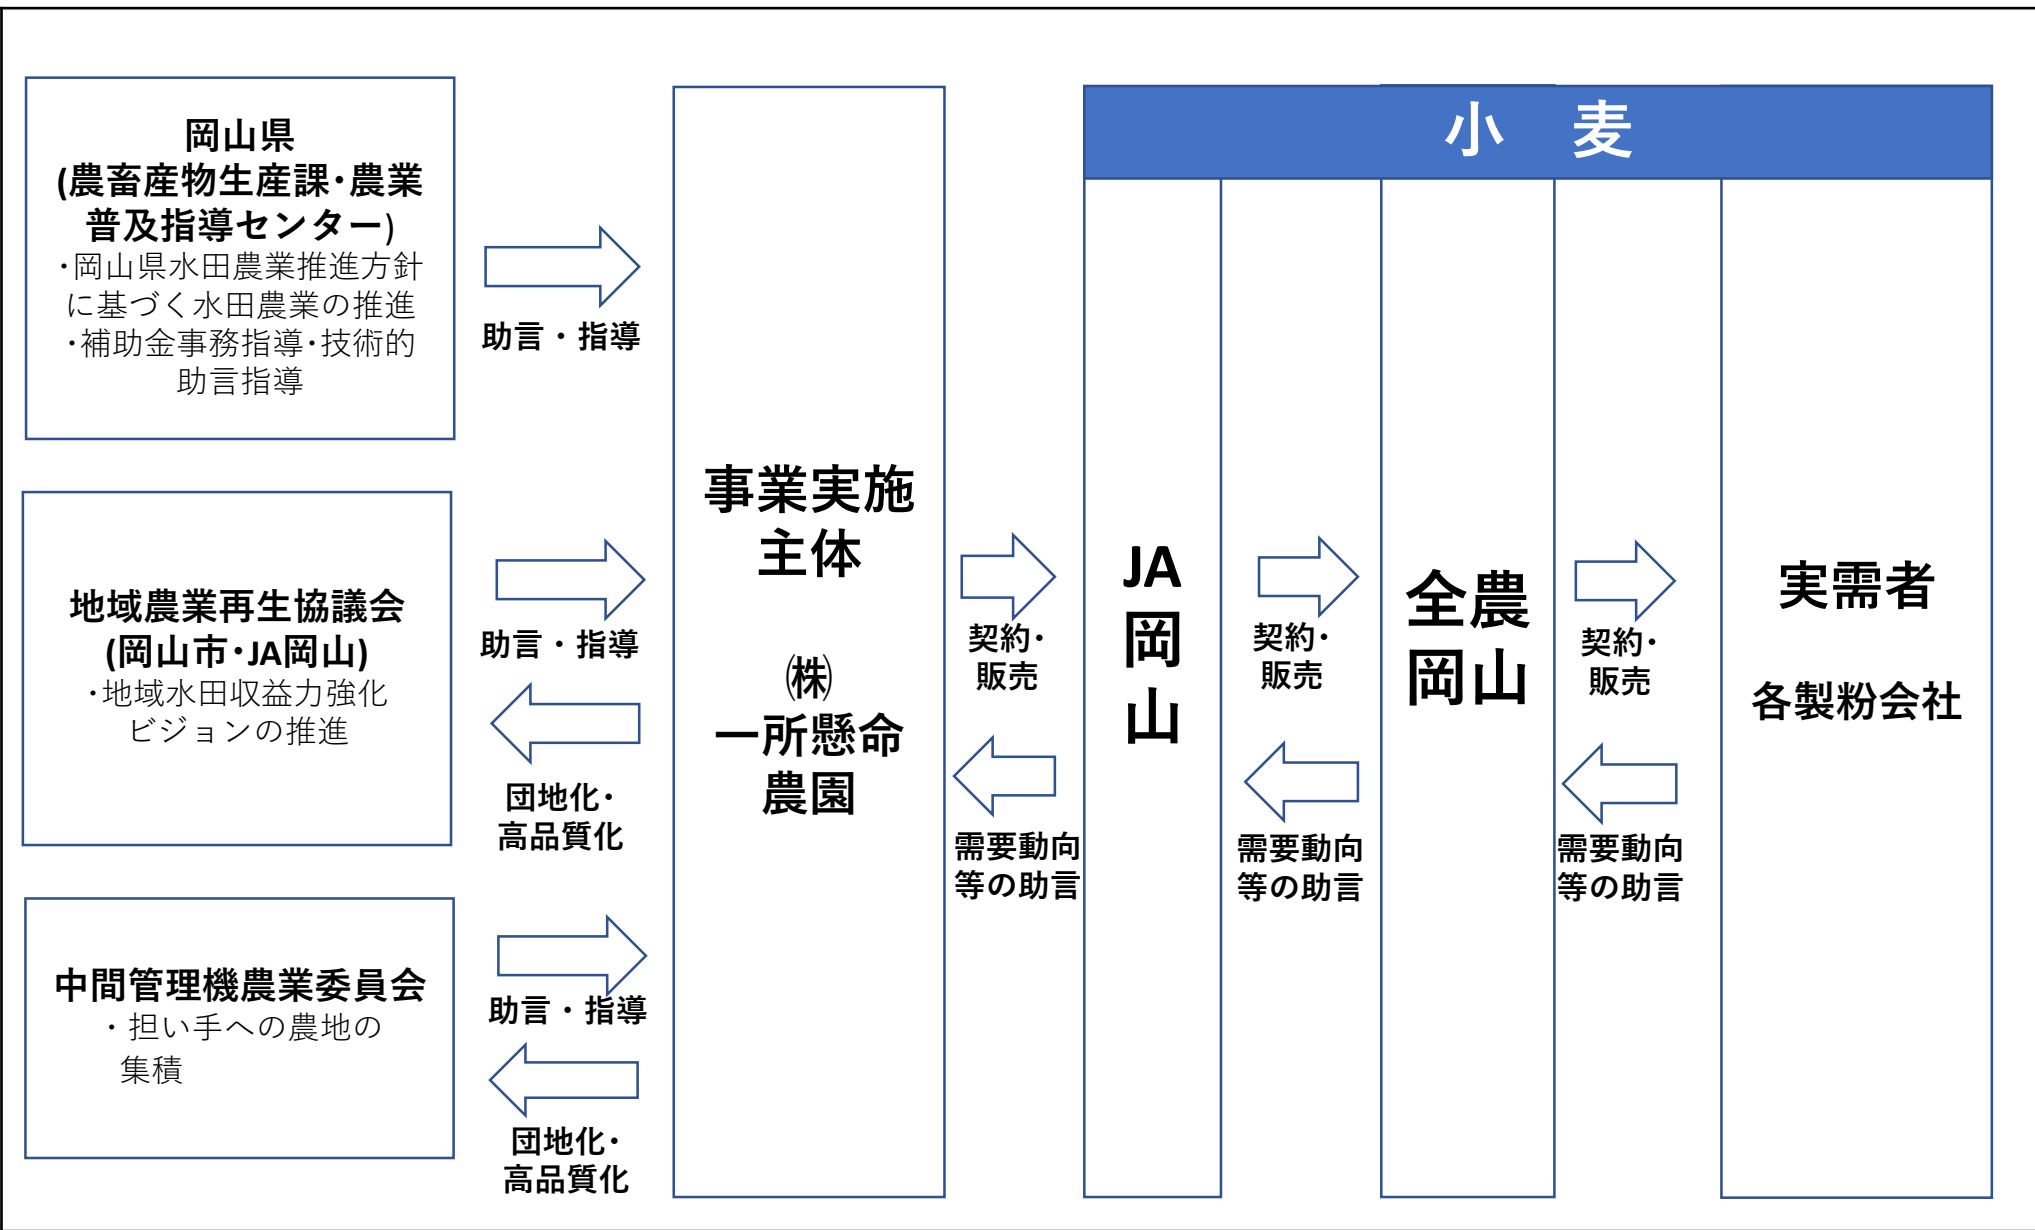 岡山県
(農畜産物生産課・農業
普及指導センター)
・岡山県水田農業推進方針
に基づく水田農業の推進
・補助金事務指導・技術的
助言指導
助言・指導
地域農業再生協議会
(岡山市・JA岡山)
・地域水田収益力強化
ビジョンの推進
助言・指導
団地化・
高品質化
中間管理機農業委員会
・担い手への農地の
集積
助言・指導
団地化・
高品質化
事業実施
主体
㈱
一所懸命
農園
契約・
販売
需要動向
等の助言
小 麦
JA
岡
山
契約・
販売
需要動向
等の助言
全農
岡山
契約・
販売
需要動向
等の助言
実需者
各製粉会社